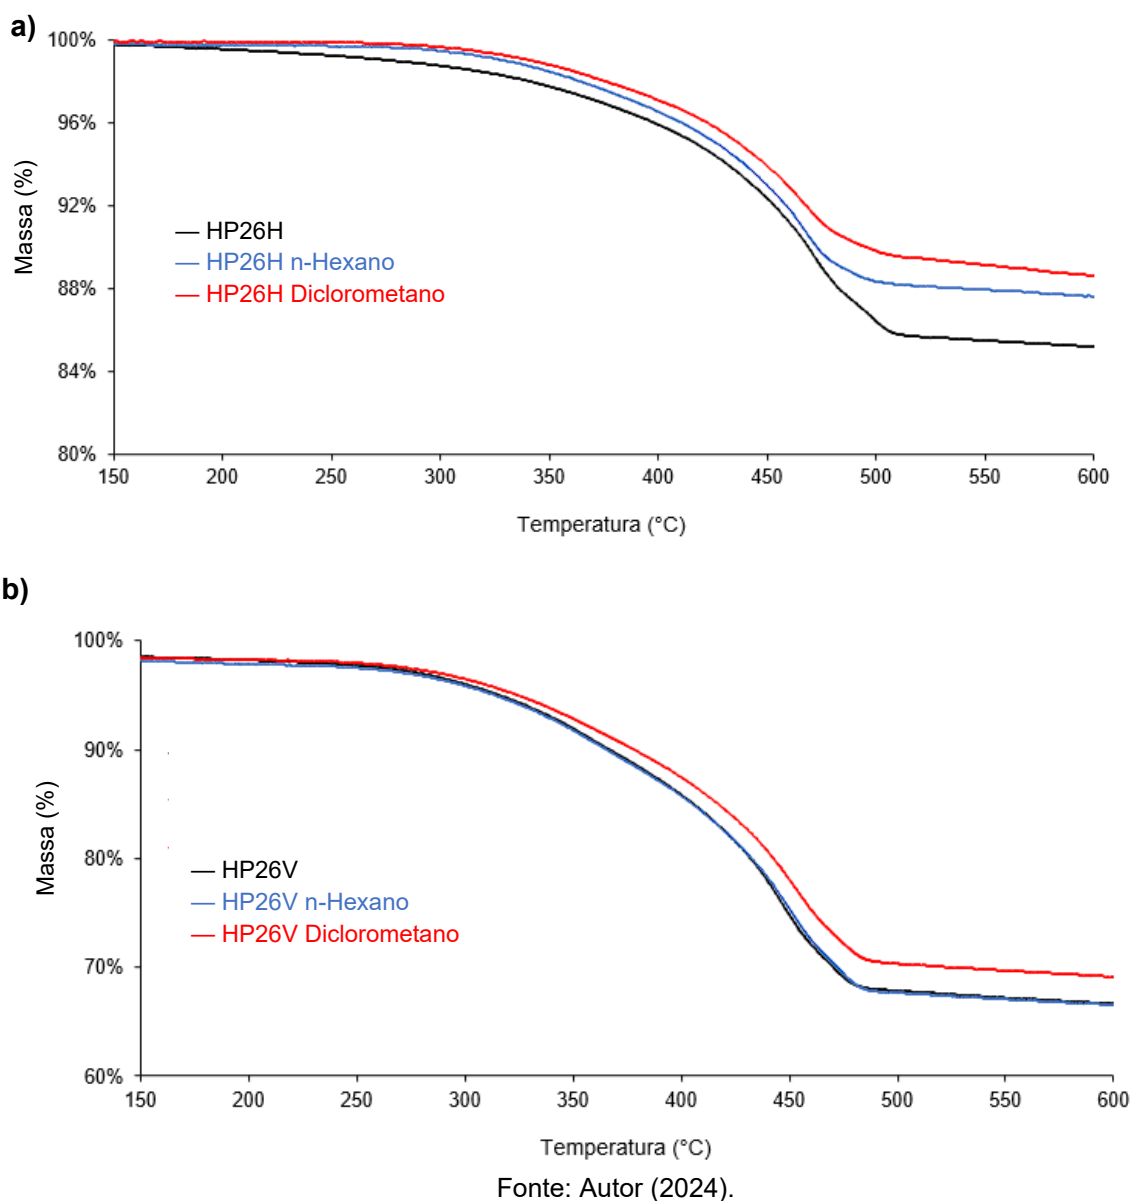 a)
100%
96%
92%
88%
84%
80%
Massa (%)
HP26H
HP26H n-Hexano
HP26H Diclorometano
150 200 250 300 350 400 450 500 550 600
Temperatura (°C)
b)
100%
90%
80%
70%
60%
Massa (%)
HP26V
HP26V n-Hexano
HP26V Diclorometano
150 200 250 300 350 400 450 500 550 600
Temperatura (°C)
Fonte: Autor (2024).